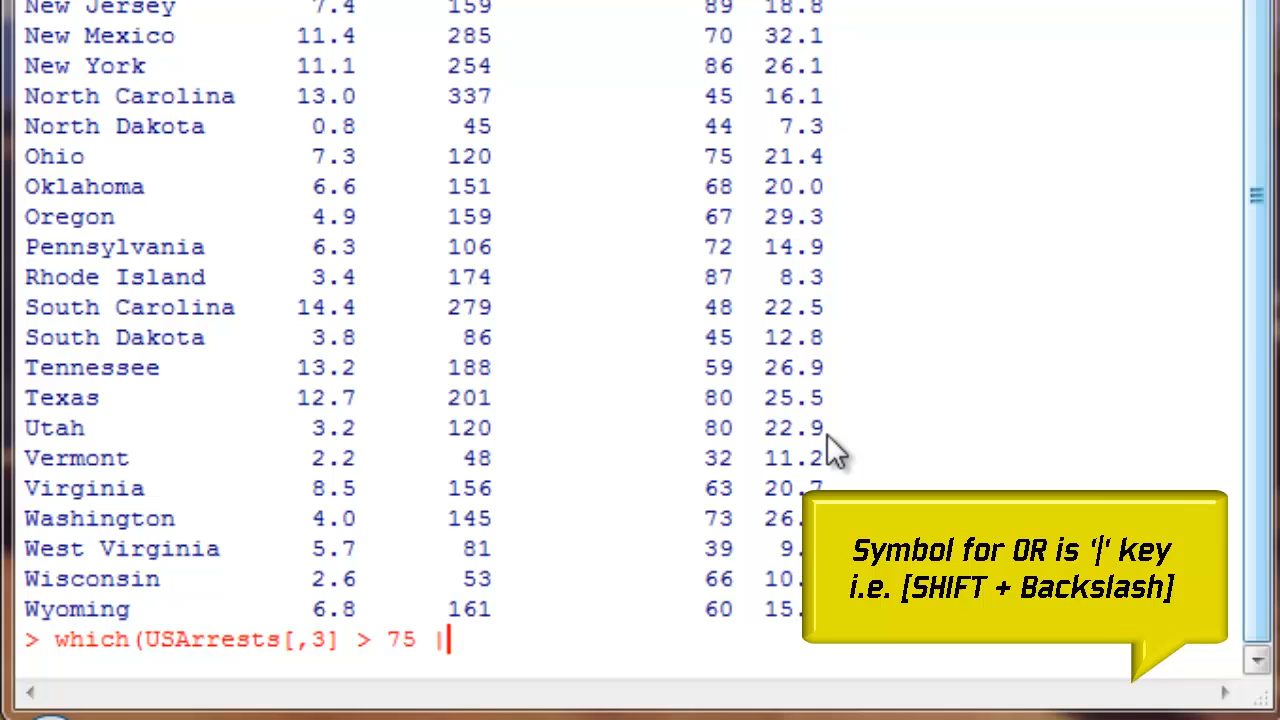 New Jersey 7.4 159 89 18.8
New Mexico 11.4 285 70 32.1
New York 11.1 254 86 26.1
North Carolina 13.0 337 45 16.1
North Dakota 0.8 45 44 7.3
Ohio 7.3 120 75 21.4
Oklahoma 6.6 151 68 20.0
Oregon 4.9 159 67 29.3
Pennsylvania 6.3 106 72 14.9
Rhode Island 3.4 174 87 8.3
South Carolina 14.4 279 48 22.5
South Dakota 3.8 86 45 12.8
Tennessee 13.2 188 59 26.9
Texas 12.7 201 80 25.5
Utah 3.2 120 80 22.9
Vermont 2.2 48 32 11.2
Virginia 8.5 156 63 20.7
Washington 4.0 145 73 26.
West Virginia 5.7 81 39 9.
Wisconsin 2.6 53 66 10.
Wyoming 6.8 161 60 15.
> which(USArrests[,3] > 75 |
Symbol for OR is '|' key
i.e. [SHIFT + Backslash]